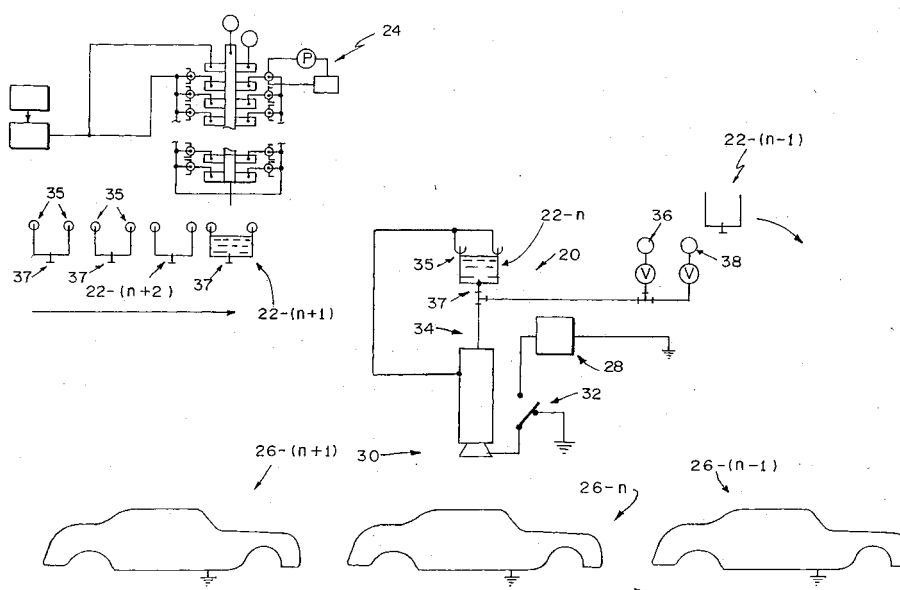 24
P
22-(n-1)
35
35
36
22-n
35
20
38
V
V
37
37
37
37
22-(n+2)
22-(n+1)
34
28
32
30
26-(n+1)
26-n
26-(n-1)